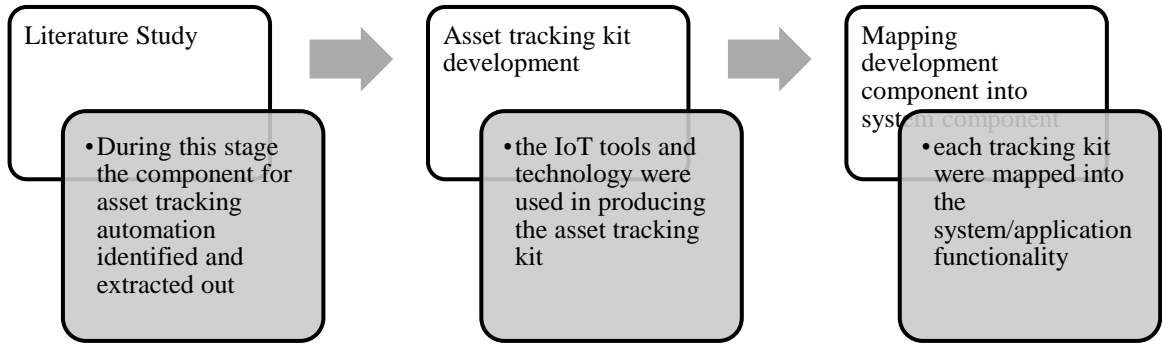 Literature Study
•During this stage
the component for
asset tracking
automation
identified and
extracted out
Asset tracking kit
development
•the IoT tools and
technology were
used in producing
the asset tracking
kit
Mapping
development
component into
system component
•each tracking kit
were mapped into
the
system/application
functionality